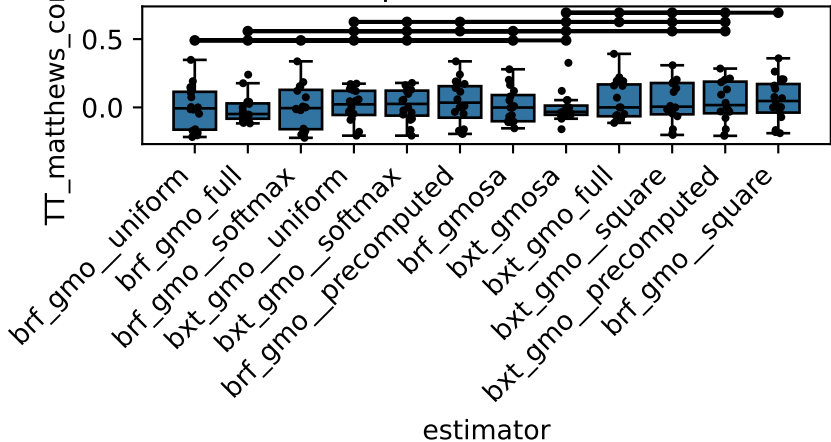 TT_matthews_co
0.5
0.0
brf_gmo__uniform
brf_gmo_full
brf_gmo__softmax
bxt_gmo__uniform
bxt_gmo__softmax
brf_gmo__precomputed
brf_gmosa
bxt_gmosa
bxt_gmo_full
bxt_gmo__square
bxt_gmo__precomputed
brf_gmo__square
estimator